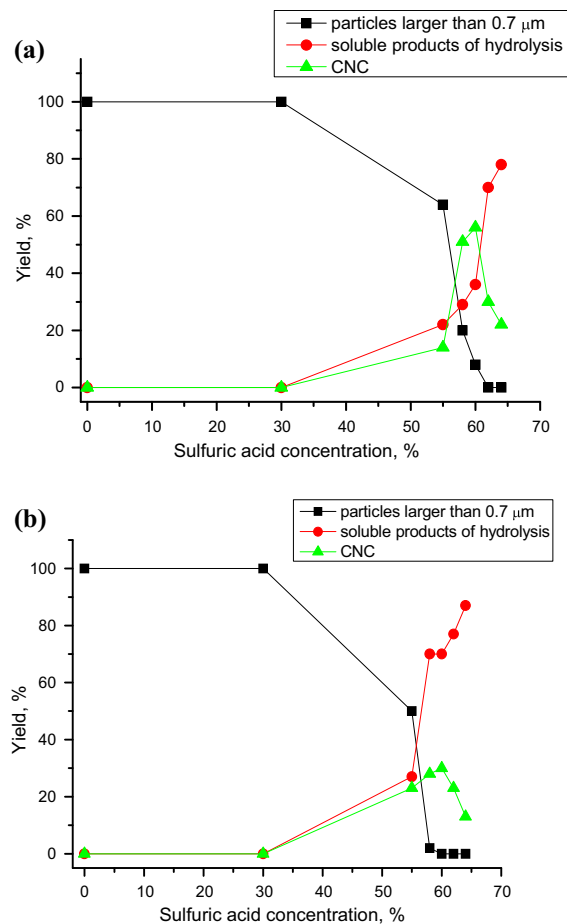 (a)
particles larger than 0.7 μm
soluble products of hydrolysis
CNC
100
80
60
40
20
0
Yield, %
0 10 20 30 40 50 60 70
Sulfuric acid concentration, %
(b)
particles larger than 0.7 μm
soluble products of hydrolysis
CNC
100
80
60
40
20
0
Yield, %
0 10 20 30 40 50 60 70
Sulfuric acid concentration, %